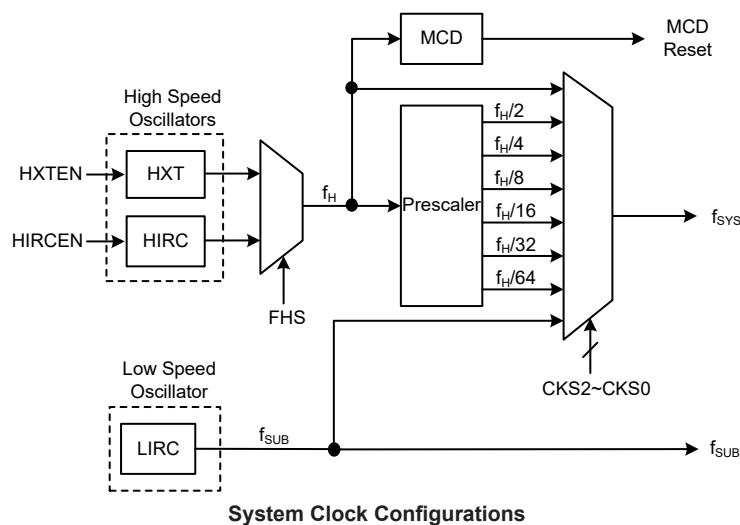 MCD
MCD
Reset
High Speed
Oscillators
HXTEN
HXT
HIRCEN
HIRC
FHS
fH
Prescaler
fH/2
fH/4
fH/8
fH/16
fH/32
fH/64
fSYS
CKS2~CKS0
Low Speed
Oscillator
LIRC
fSUB
fSUB
System Clock Configurations